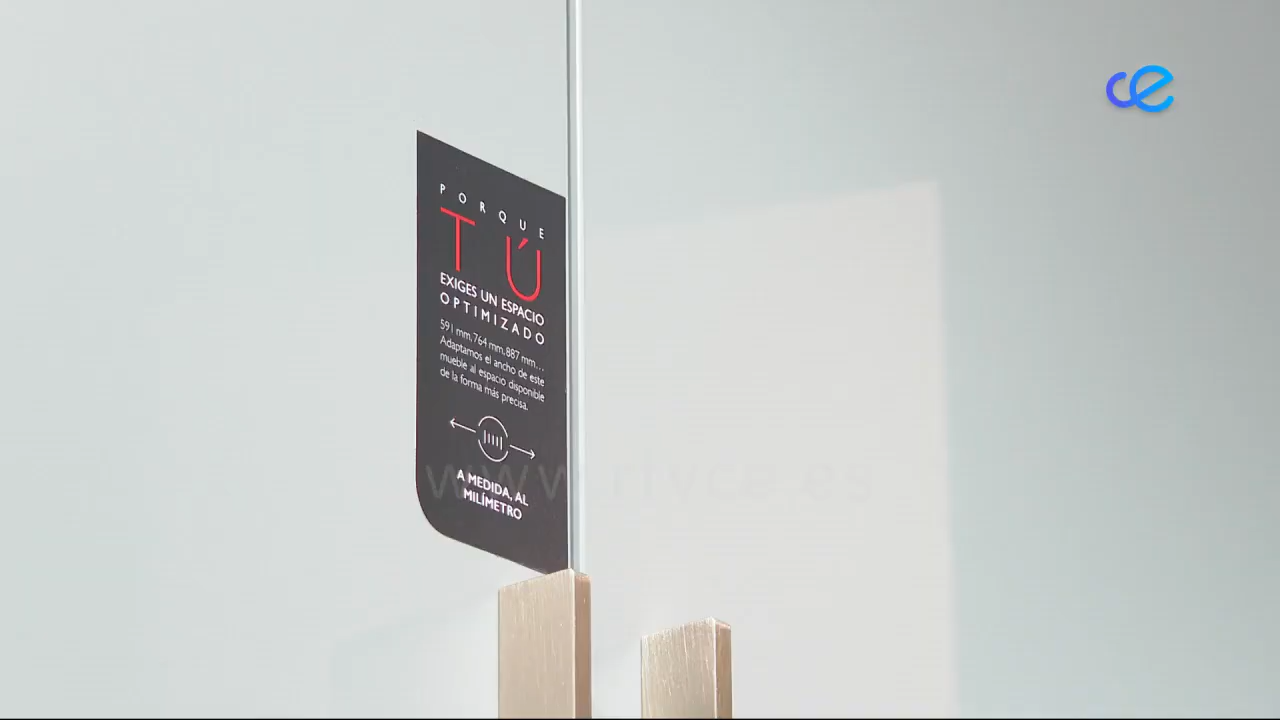 ce
PORQUE
TÚ
EXIGES UN ESPACIO
OPTIMIZADO
591 mm, 764 mm, 887 mm...
Adaptamos el ancho de este
mueble al espacio disponible
de la forma más precisa.
A MEDIDA, AL
MILÍMETRO